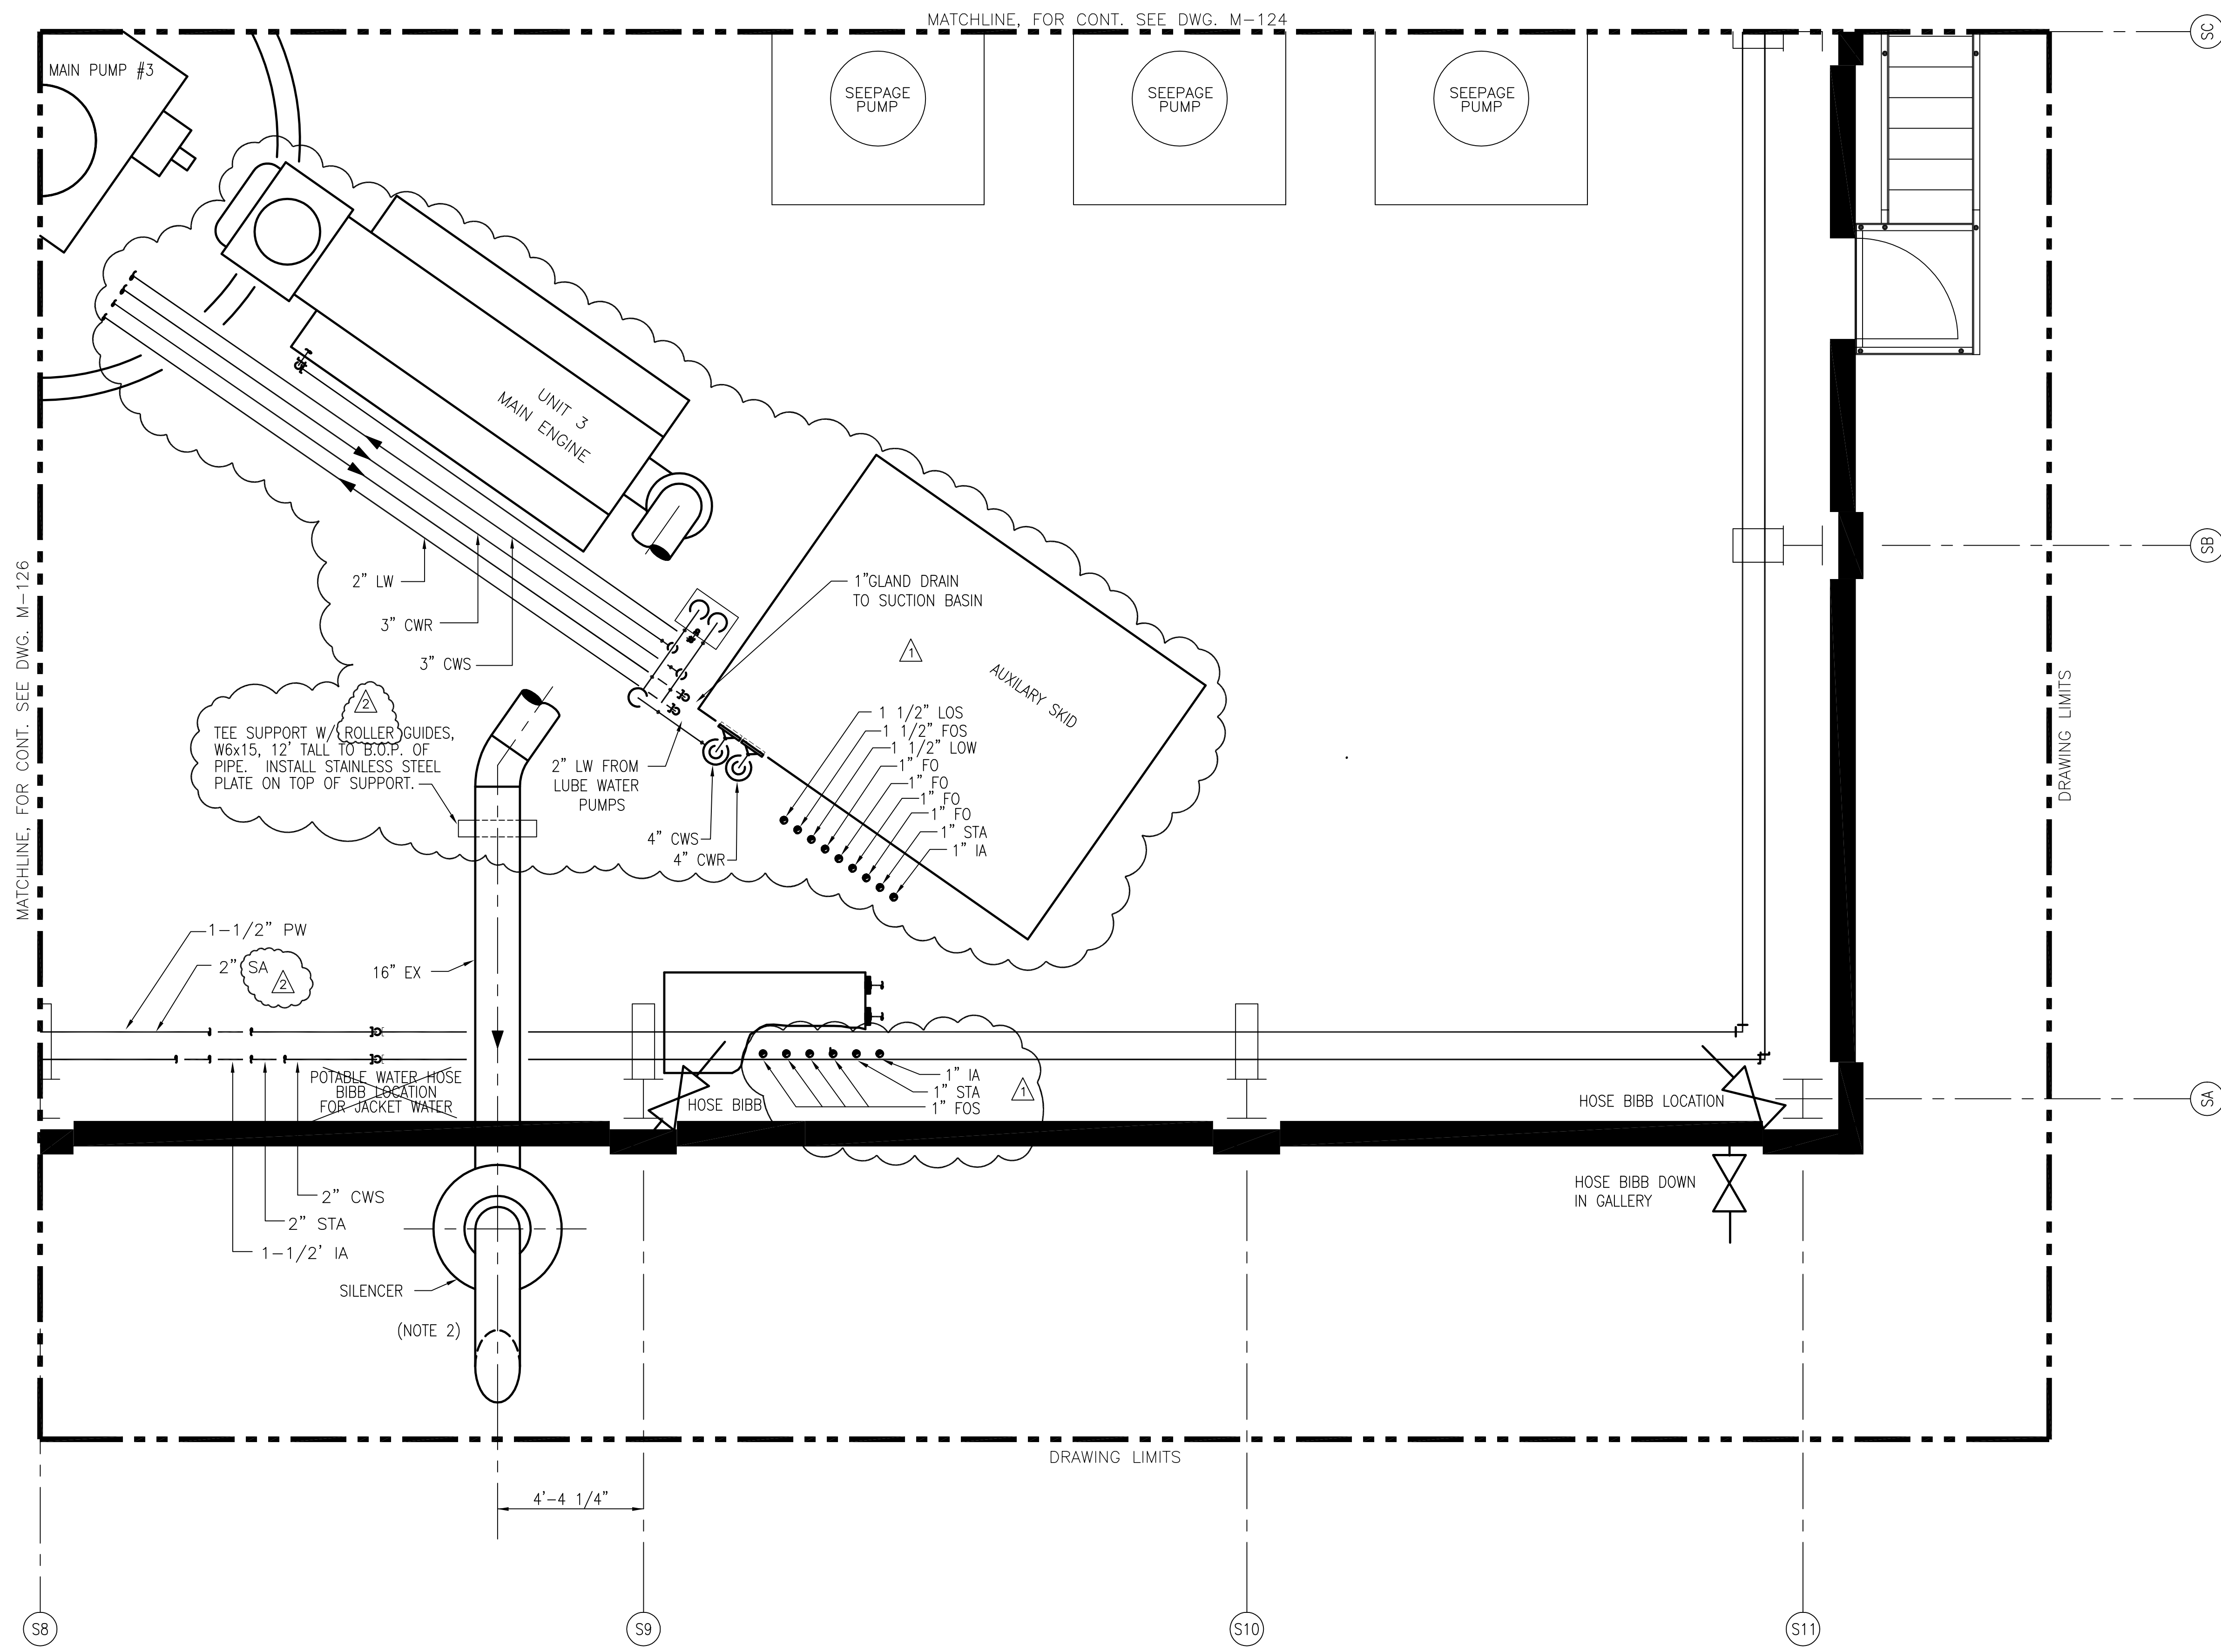 MATCHLINE, FOR CONT. SEE DWG. M-124
SC
MAIN PUMP #3
SEEPAGE
PUMP
SEEPAGE
PUMP
SEEPAGE
PUMP
UNIT 3
MAIN ENGINE
SB
MATCHLINE, FOR CONT. SEE DWG. M-126
DRAWING LIMITS
2" LW
3" CWR
3" CWS
1"GLAND DRAIN
TO SUCTION BASIN
1
AUXILARY SKID
2
TEE SUPPORT W/ ROLLER GUIDES,
W6x15, 12' TALL TO B.O.P. OF
PIPE. INSTALL STAINLESS STEEL
PLATE ON TOP OF SUPPORT.
2" LW FROM
LUBE WATER
PUMPS
1 1/2" LOS
1 1/2" FOS
1 1/2" LOW
1" FO
1" FO
1" FO
1" FO
1" STA
1" IA
4" CWS
4" CWR
1-1/2" PW
2" SA
2
16" EX
POTABLE WATER HOSE
BIBB LOCATION
FOR JACKET WATER
HOSE BIBB
1" IA
1" STA
1" FOS
1
HOSE BIBB LOCATION
SA
HOSE BIBB DOWN
IN GALLERY
2" CWS
2" STA
1-1/2' IA
SILENCER
(NOTE 2)
DRAWING LIMITS
4'-4 1/4"
S8
S9
S10
S11